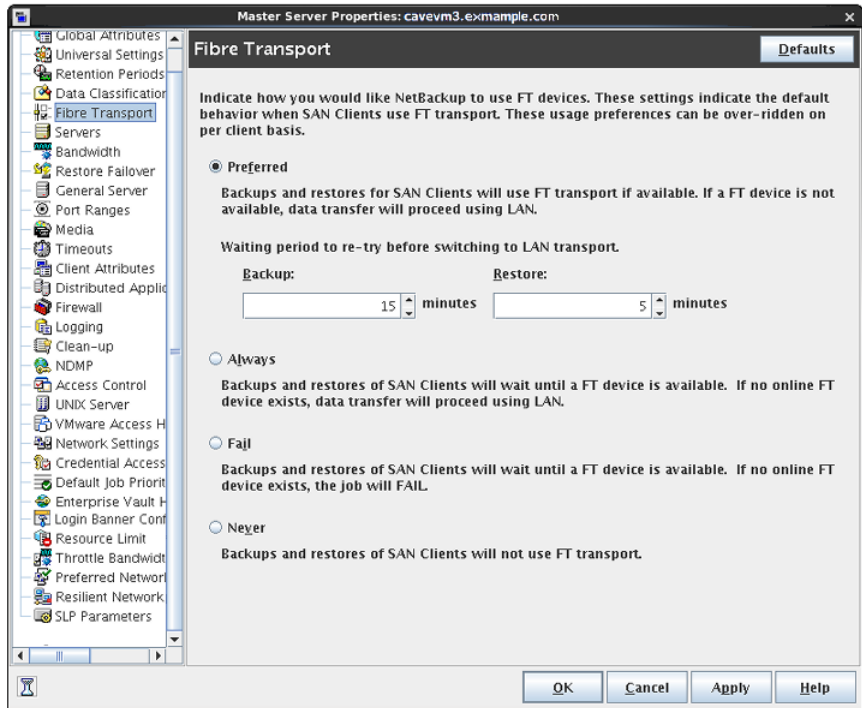 Master Server Properties: cavevm3.exmample.com
Global Attributes
Universal Settings
Retention Periods
Data Classification
Fibre Transport
Servers
Bandwidth
Restore Failover
General Server
Port Ranges
Media
Timeouts
Client Attributes
Distributed Applic
Firewall
Logging
Clean-up
NDMP
Access Control
UNIX Server
VMware Access H
Network Settings
Credential Access
Default Job Priorit
Enterprise Vault H
Login Banner Conf
Resource Limit
Throttle Bandwidt
Preferred Networl
Resilient Network
SLP Parameters
Fibre Transport
Defaults
Indicate how you would like NetBackup to use FT devices. These settings indicate the default
behavior when SAN Clients use FT transport. These usage preferences can be over-ridden on
per client basis.
Preferred
Backups and restores for SAN Clients will use FT transport if available. If a FT device is not
available, data transfer will proceed using LAN.
Waiting period to re-try before switching to LAN transport.
Backup: Restore:
15 minutes 5 minutes
Always
Backups and restores of SAN Clients will wait until a FT device is available. If no online FT
device exists, data transfer will proceed using LAN.
Fail
Backups and restores of SAN Clients will wait until a FT device is available. If no online FT
device exists, the job will FAIL.
Never
Backups and restores of SAN Clients will not use FT transport.
OK Cancel Apply Help